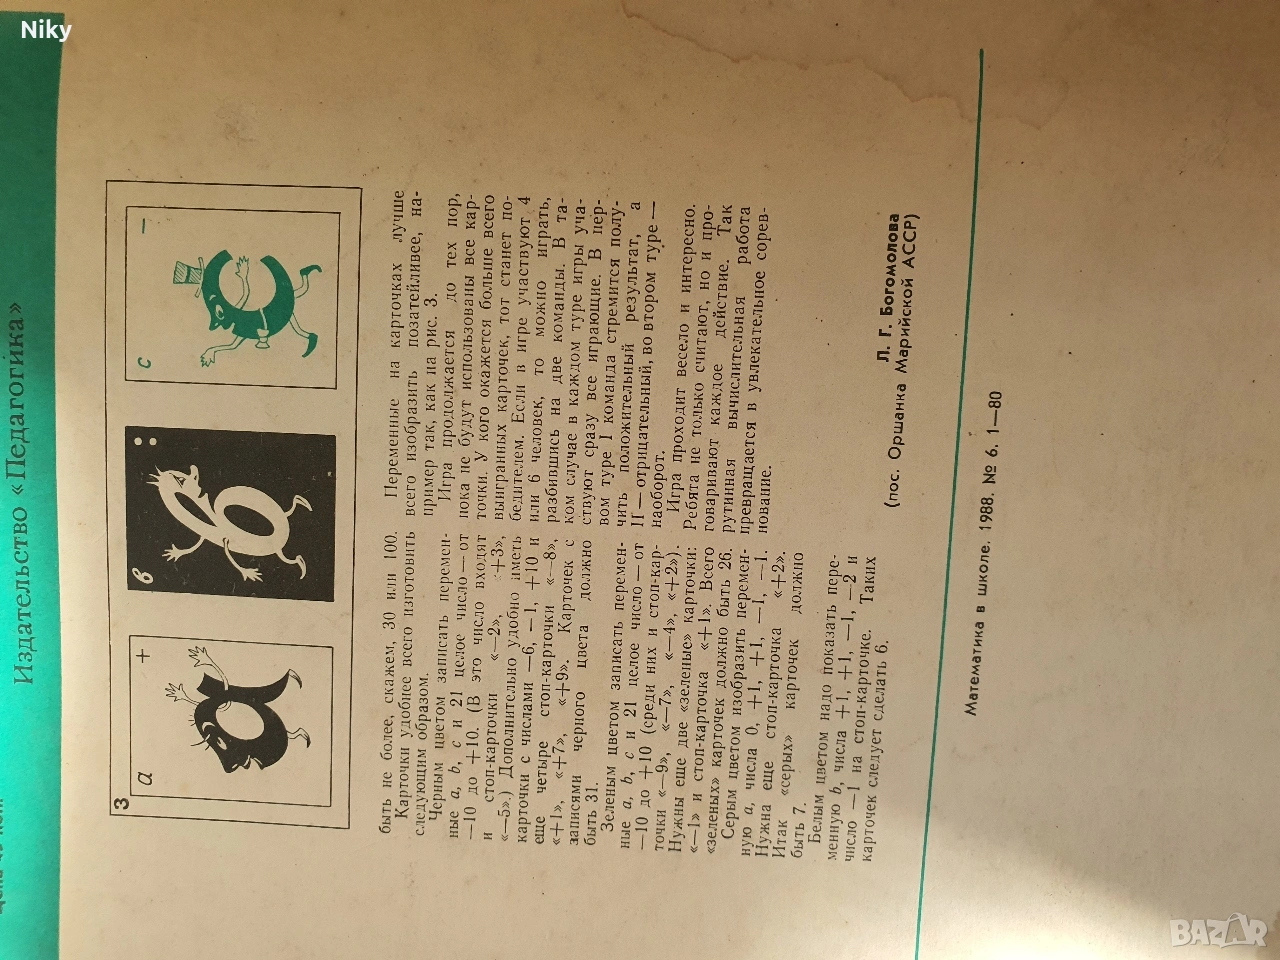 Niky
Издательство «Педагогика»
3
a +
в :
c —
быть не более, скажем, 30 или 100.
Карточки удобнее всего изготовить
следующим образом.
Черным цветом записать перемен-
ные a, b, c и 21 целое число — от
—10 до +10. (В это число входят
и стоп-карточки «—2», «+3»,
«—5».) Дополнительно удобно иметь
карточки с числами —6, —1, +10 и
еще четыре стоп-карточки «—8»,
«+1», «+7», «+9». Карточек с
записями черного цвета должно
быть 31.
Зеленым цветом записать перемен-
ные a, b, c и 21 целое число — от
—10 до +10 (среди них и стоп-кар-
точки «—9», «—7», «—4», «+2»).
Нужны еще две «зеленые» карточки:
«—1» и стоп-карточка «+1». Всего
«зеленых» карточек должно быть 26.
Серым цветом изобразить перемен-
ную a, числа 0, +1, +1, —1, —1.
Нужна еще стоп-карточка «+2».
Итак «серых» карточек должно
быть 7.
Белым цветом надо показать пере-
менную b, числа +1, +1, —1, —2 и
число —1 на стоп-карточке. Таких
карточек следует сделать 6.
Переменные на карточках лучше
всего изобразить позатейливее, на-
пример так, как на рис. 3.
Игра продолжается до тех пор,
пока не будут использованы все кар-
точки. У кого окажется больше всего
выигранных карточек, тот станет по-
бедителем. Если в игре участвуют 4
или 6 человек, то можно играть,
разбившись на две команды. В та-
ком случае в каждом туре игры уча-
ствуют сразу все играющие. В пер-
вом туре I команда стремится полу-
чить положительный результат, а
II — отрицательный, во втором туре —
наоборот.
Игра проходит весело и интересно.
Ребята не только считают, но и про-
говаривают каждое действие. Так
рутинная вычислительная работа
превращается в увлекательное сорев-
нование.
Л. Г. Богомолова
(пос. Оршанка Марийской АССР)
Математика в школе. 1988. № 6. 1—80
BAZAR